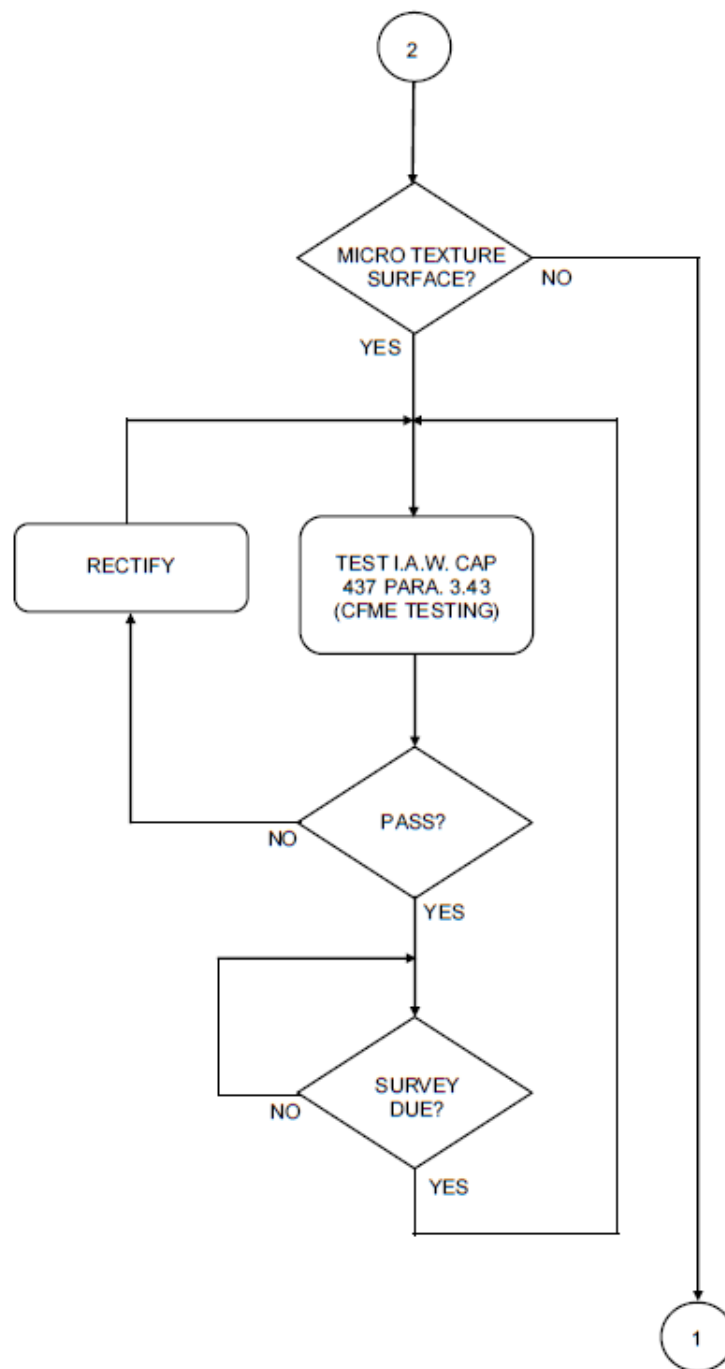 2
MICRO TEXTURE
SURFACE?
NO
YES
RECTIFY
TEST I.A.W. CAP
437 PARA. 3.43
(CFME TESTING)
PASS?
NO
YES
SURVEY
DUE?
NO
YES
1